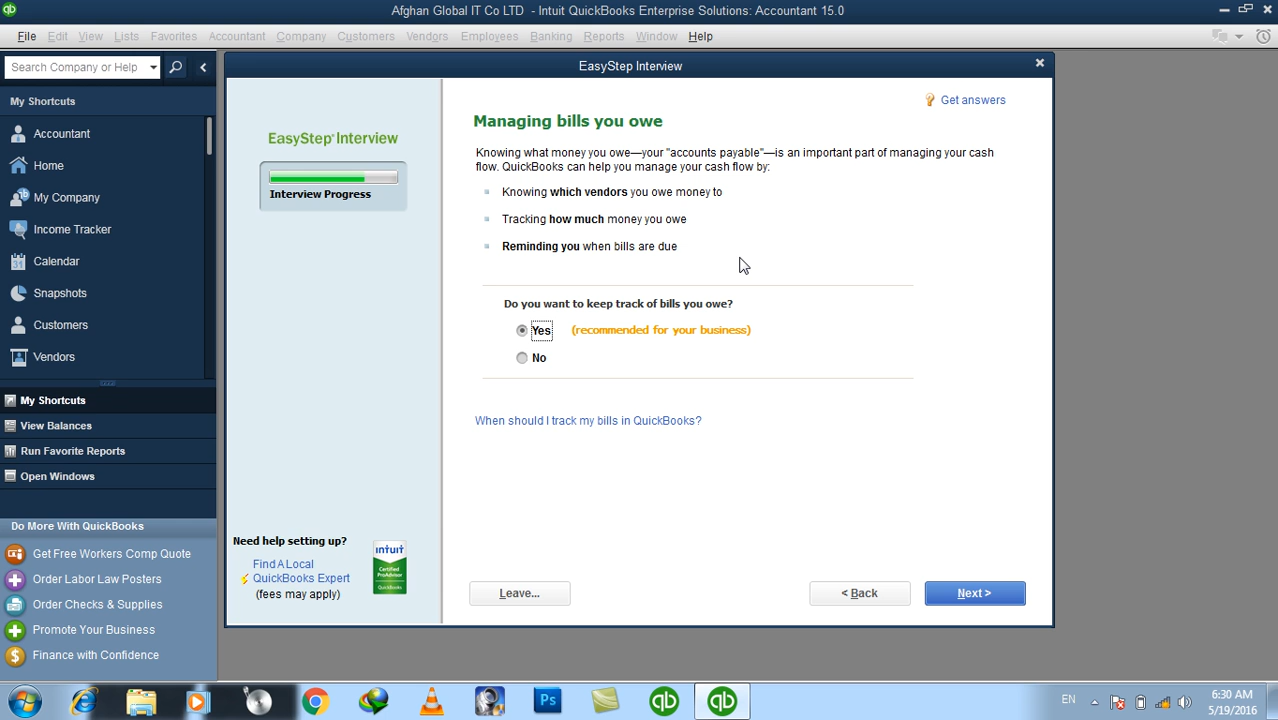 Afghan Global IT Co LTD - Intuit QuickBooks Enterprise Solutions: Accountant 15.0
File Edit View Lists Favorites Accountant Company Customers Vendors Employees Banking Reports Window Help
Search Company or Help
My Shortcuts
Accountant
Home
My Company
Income Tracker
Calendar
Snapshots
Customers
Vendors
My Shortcuts
View Balances
Run Favorite Reports
Open Windows
Do More With QuickBooks
Get Free Workers Comp Quote
Order Labor Law Posters
Order Checks & Supplies
Promote Your Business
Finance with Confidence
EasyStep Interview
EasyStep Interview
Interview Progress
Need help setting up?
Find A Local
QuickBooks Expert
(fees may apply)
intuit
Certified
ProAdvisor
QuickBooks
Get answers
Managing bills you owe
Knowing what money you owe—your "accounts payable"—is an important part of managing your cash
flow. QuickBooks can help you manage your cash flow by:
Knowing which vendors you owe money to
Tracking how much money you owe
Reminding you when bills are due
Do you want to keep track of bills you owe?
Yes (recommended for your business)
No
When should I track my bills in QuickBooks?
Leave... < Back Next >
qb
qb
Ps
EN
6:30 AM
5/19/2016